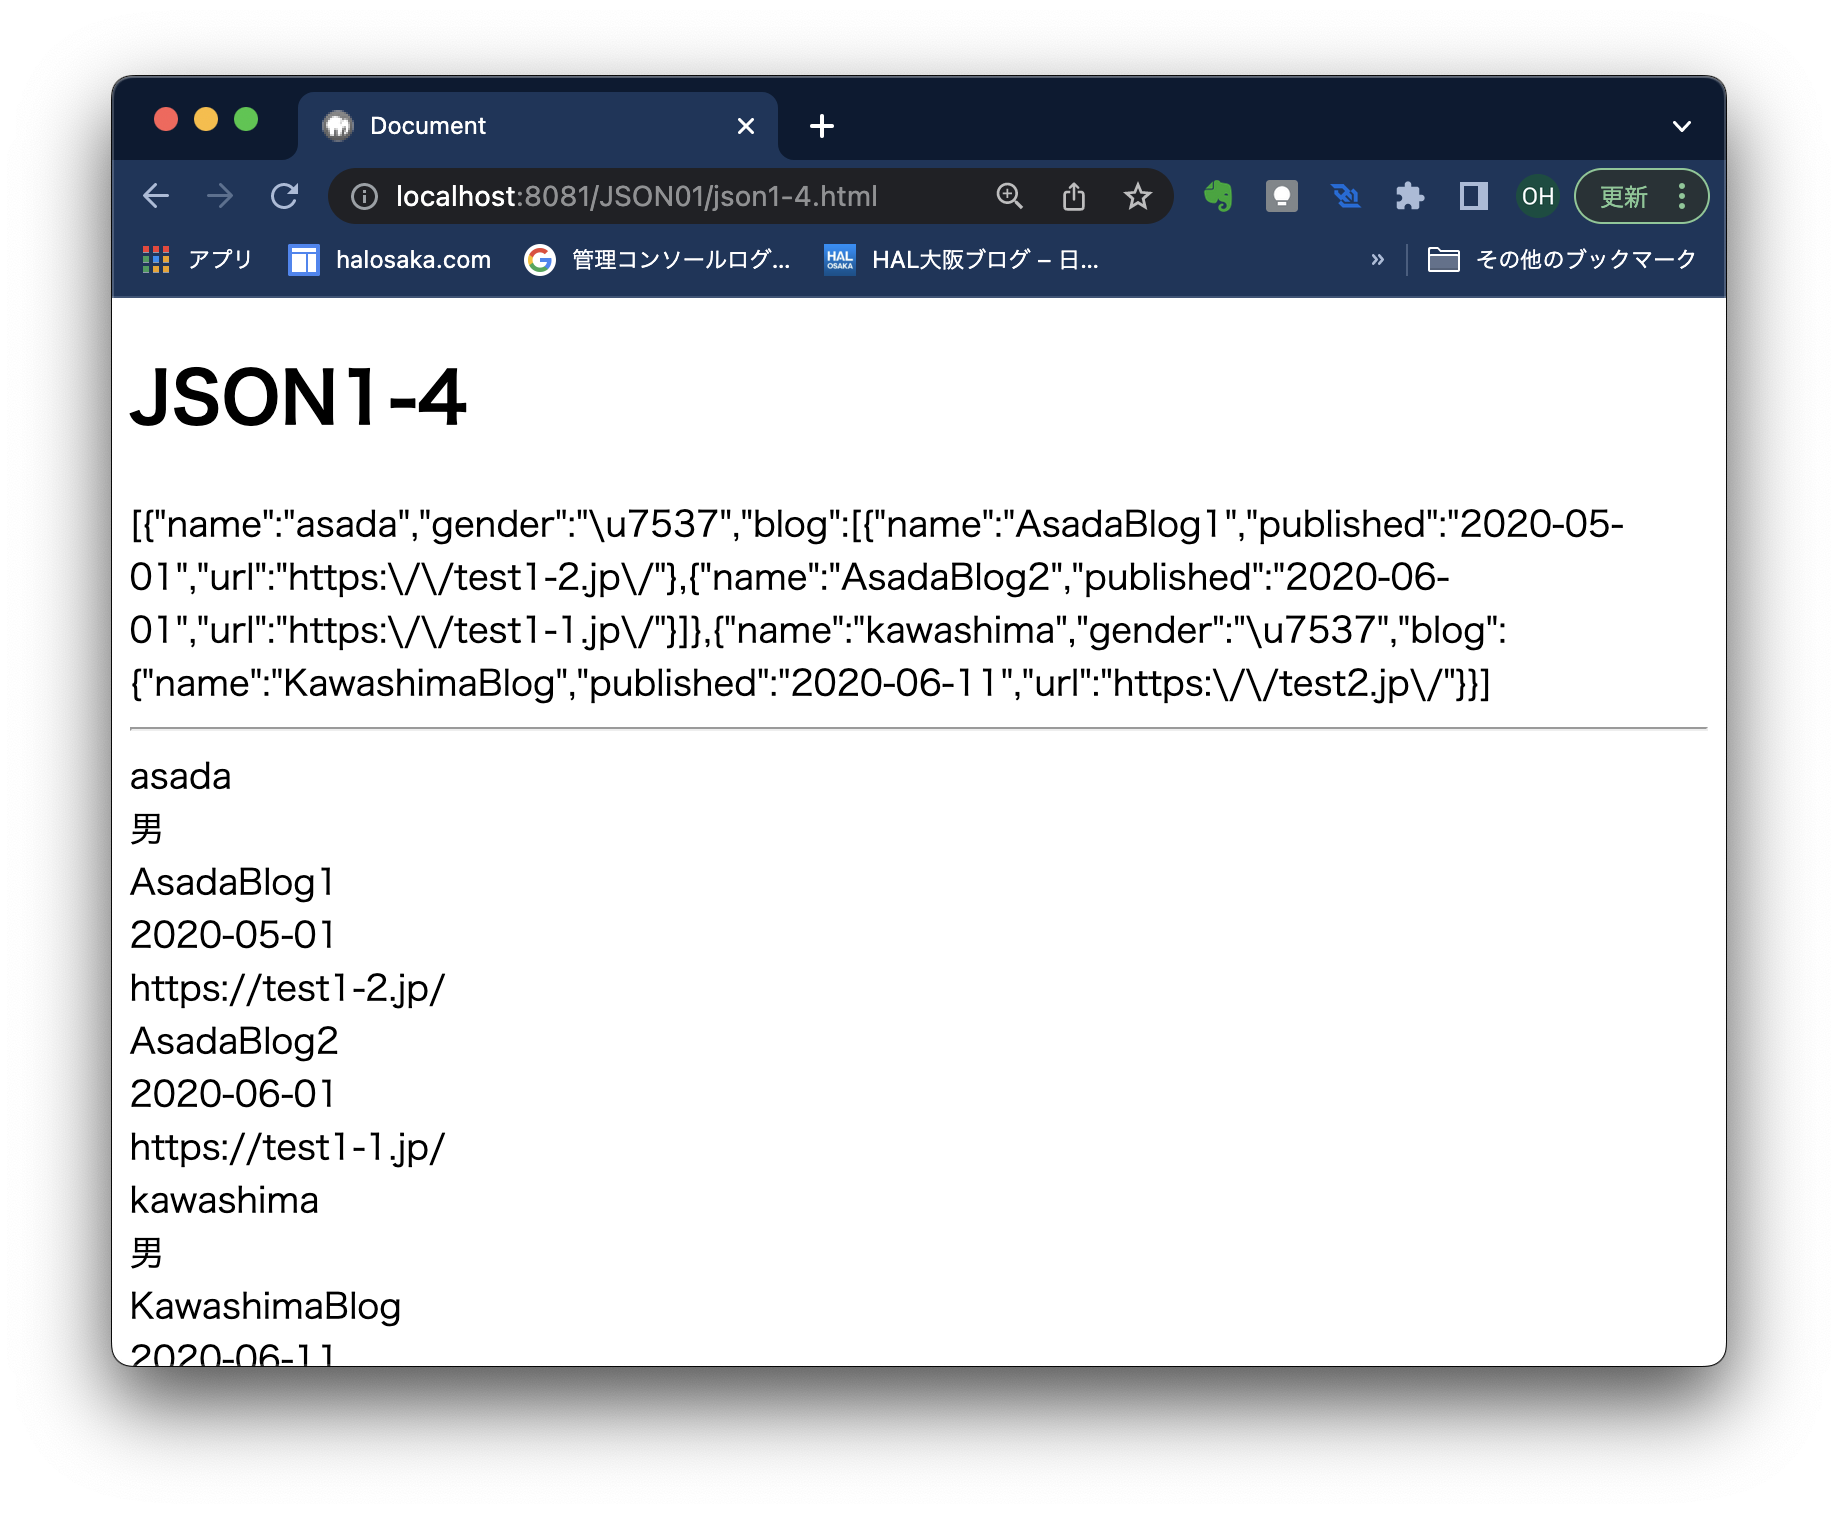 Document
localhost:8081/JSON01/json1-4.html
OH
更新
アプリ
halosaka.com
管理コンソールログ...
HAL OSAKA
HAL大阪ブログ – 日...
»
その他のブックマーク
JSON1-4
[{"name":"asada","gender":"\u7537","blog":[{"name":"AsadaBlog1","published":"2020-05-
01","url":"https:\/\/test1-2.jp\/"},{"name":"AsadaBlog2","published":"2020-06-
01","url":"https:\/\/test1-1.jp\/"}]},{"name":"kawashima","gender":"\u7537","blog":
{"name":"KawashimaBlog","published":"2020-06-11","url":"https:\/\/test2.jp\/"}}]
asada
男
AsadaBlog1
2020-05-01
https://test1-2.jp/
AsadaBlog2
2020-06-01
https://test1-1.jp/
kawashima
男
KawashimaBlog
2020-06-11